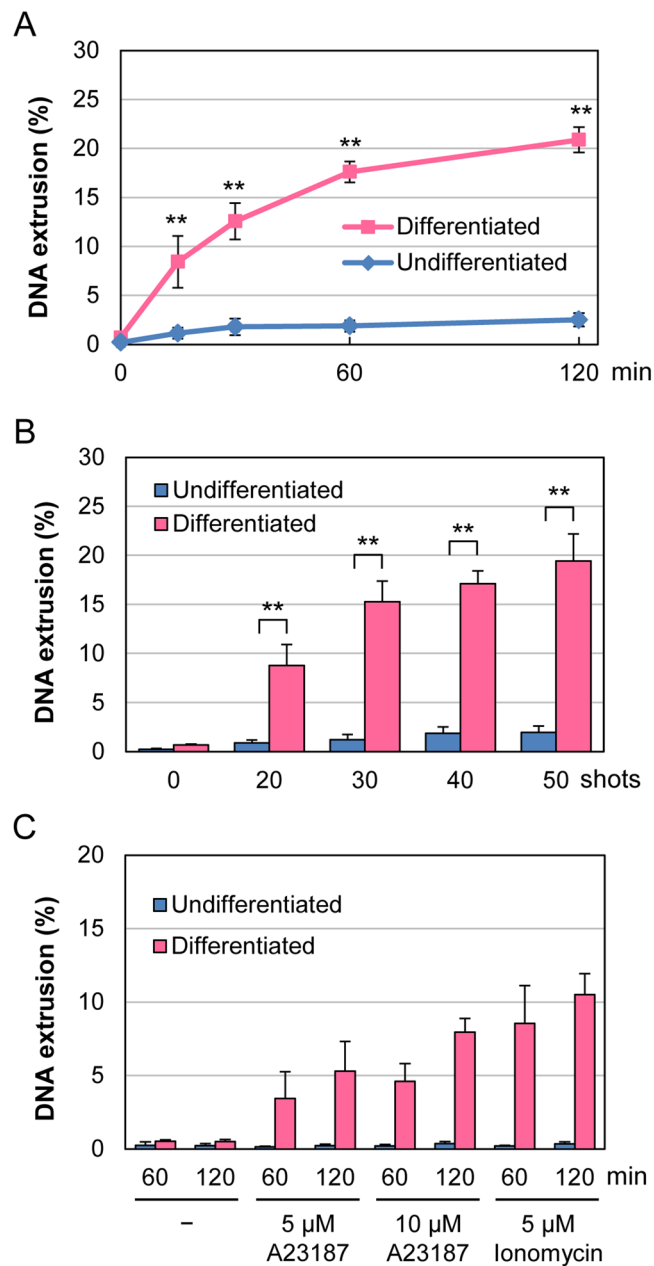 A
30
25
20
15
10
5
0
DNA extrusion (%)
**
**
**
**
Differentiated
Undifferentiated
0
60
120
min
B
30
25
20
15
10
5
0
DNA extrusion (%)
Undifferentiated
Differentiated
**
**
**
**
0
20
30
40
50
shots
C
20
15
10
5
0
DNA extrusion (%)
Undifferentiated
Differentiated
60 120 60 120 60 120 60 120 min
– 5 µM 10 µM 5 µM
A23187 A23187 Ionomycin